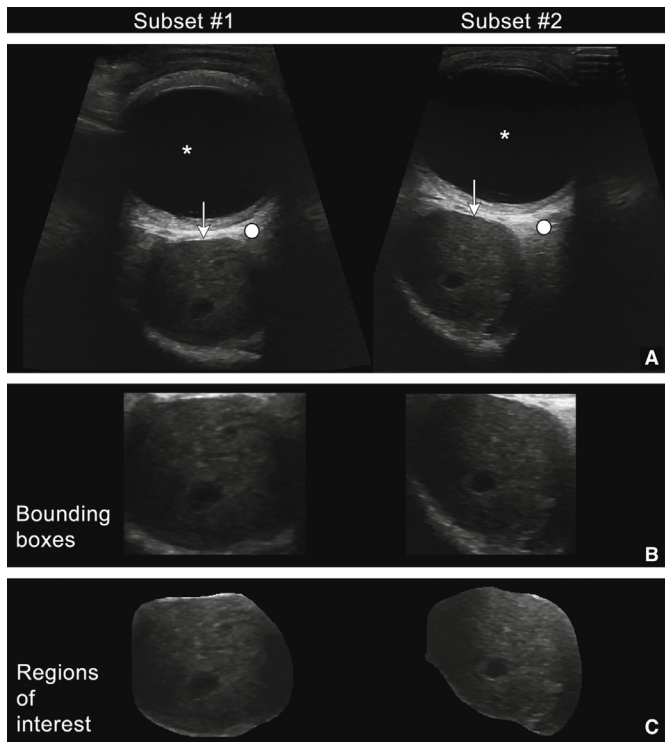 Subset #1
Subset #2
*
*
A
Bounding
boxes
B
Regions
of
interest
C